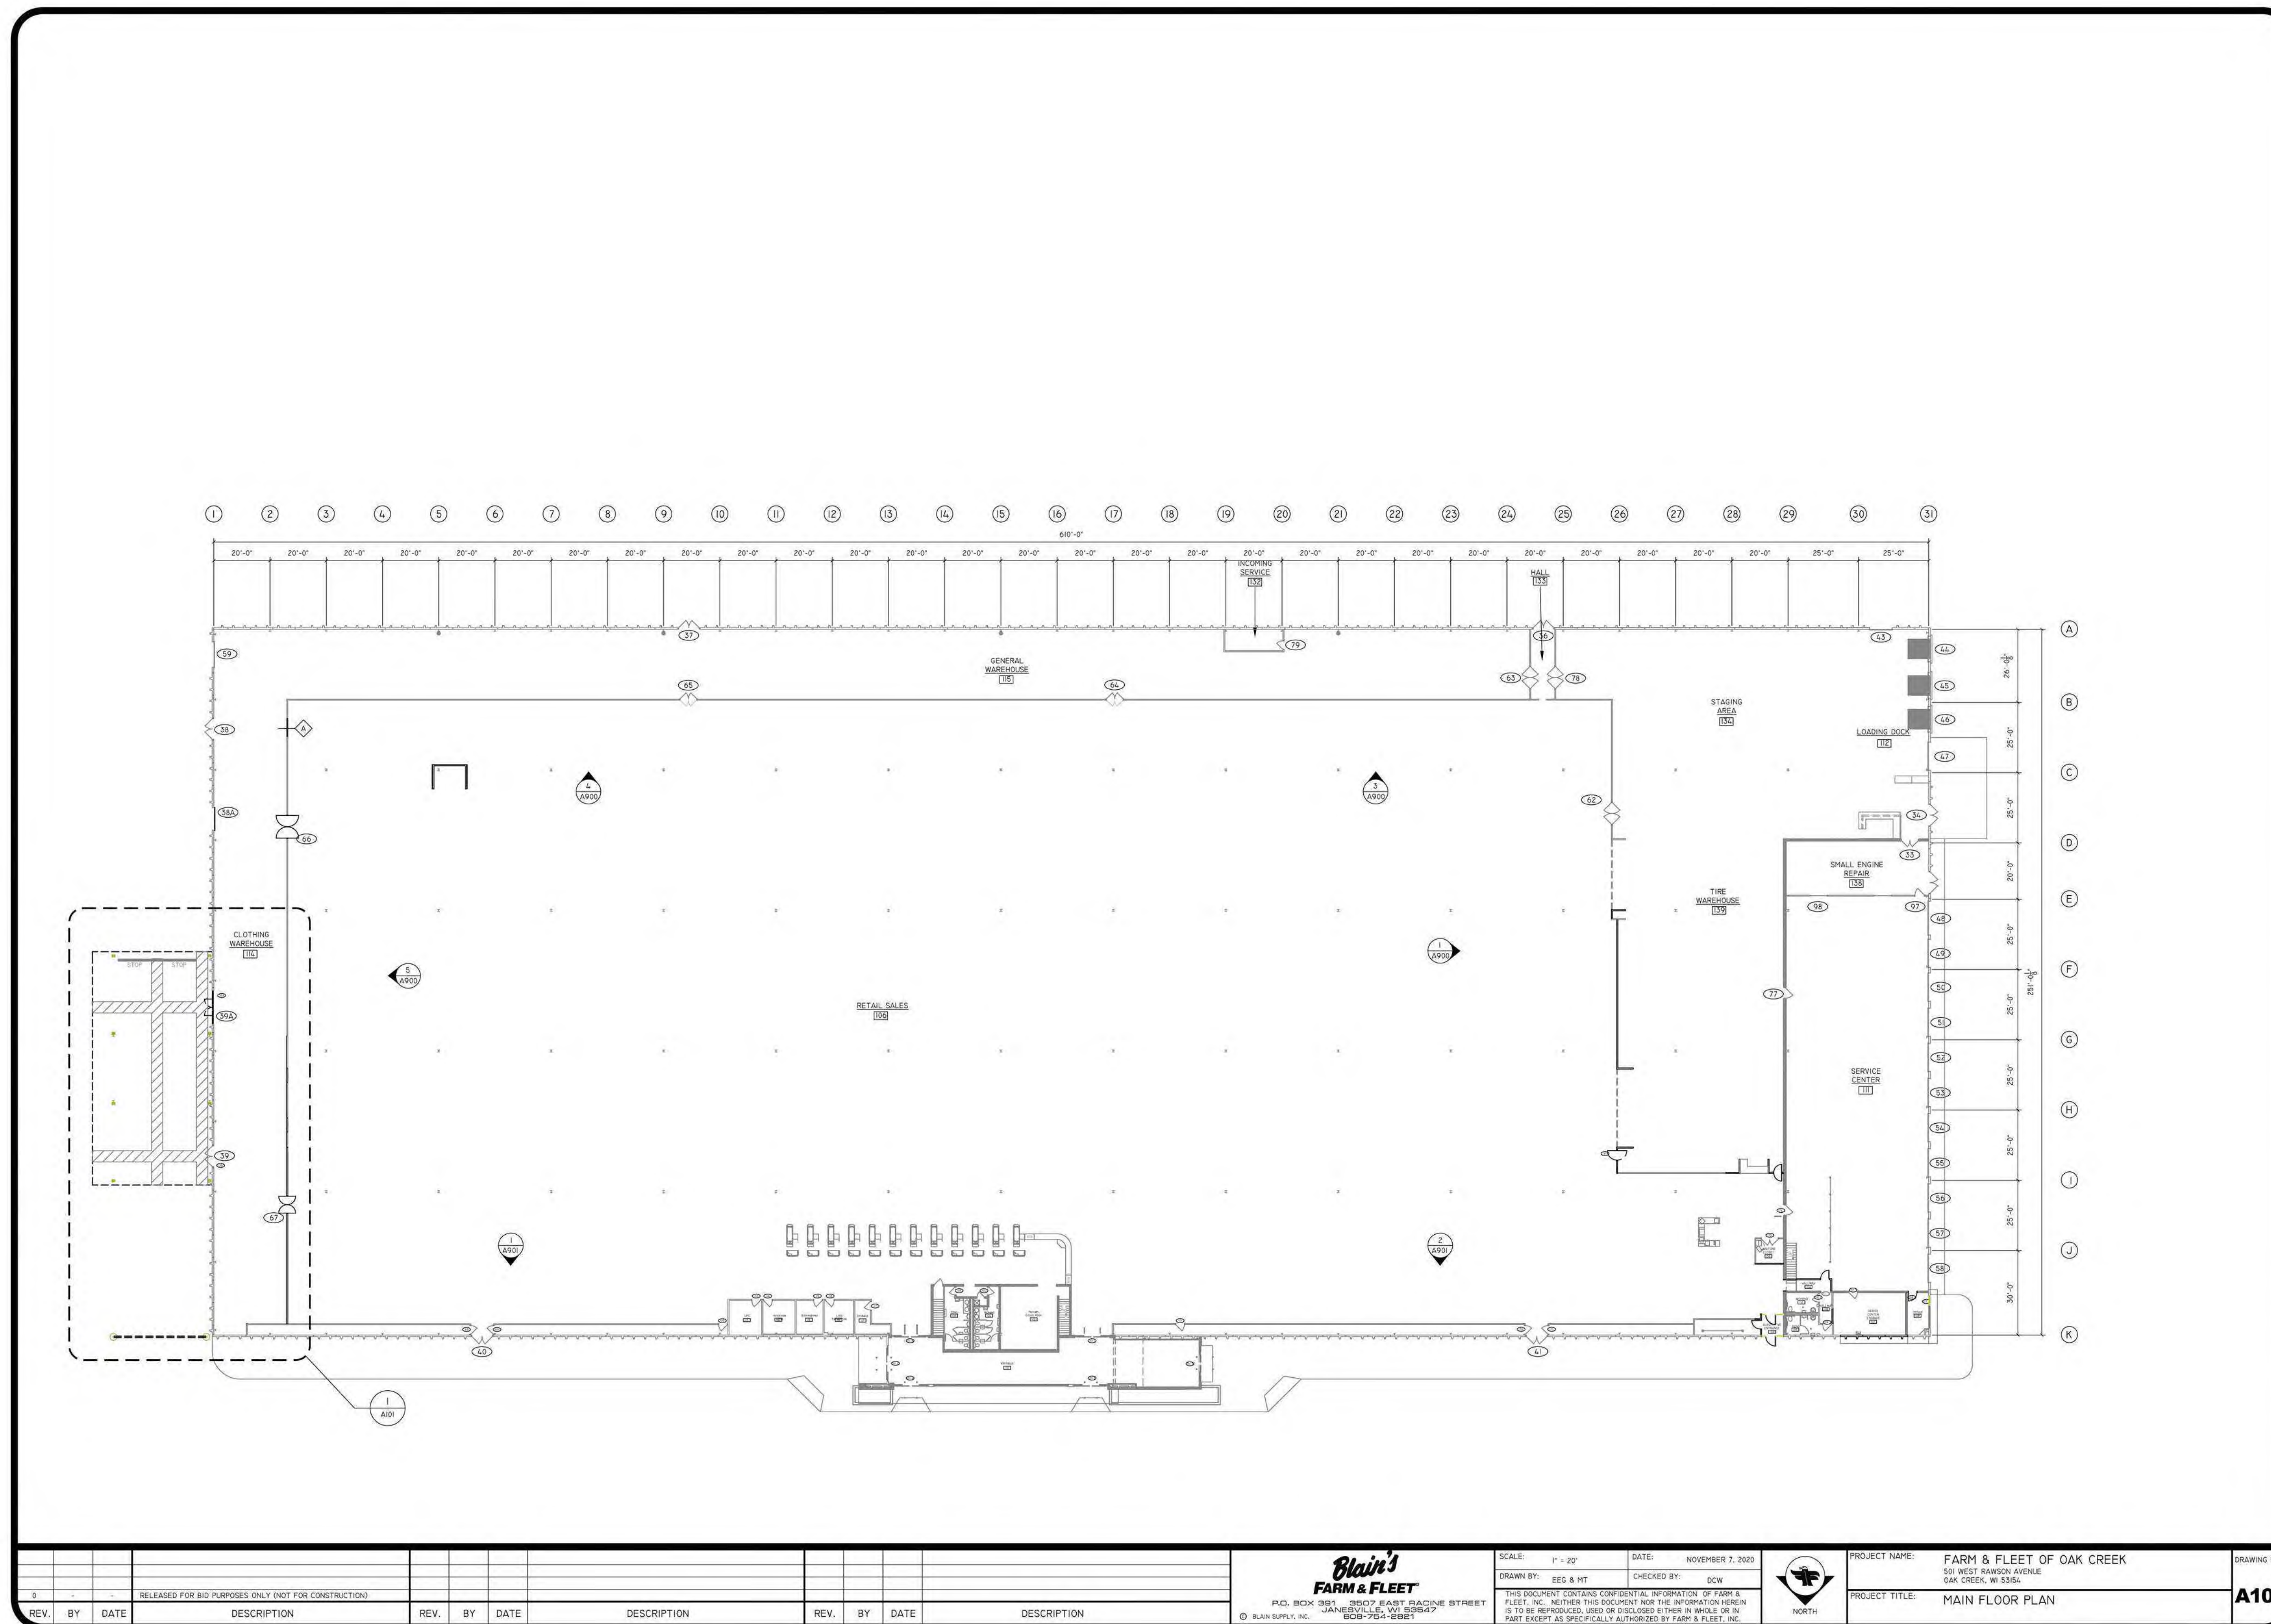 1 2 3 4 5 6 7 8 9 10 11 12 13 14 15 16 17 18 19 20 21 22 23 24 25 26 27 28 29 30 31
610'-0"
20'-0" 20'-0" 20'-0" 20'-0" 20'-0" 20'-0" 20'-0" 20'-0" 20'-0" 20'-0" 20'-0" 20'-0" 20'-0" 20'-0" 20'-0" 20'-0" 20'-0" 20'-0" 20'-0" 20'-0" 20'-0" 20'-0" 20'-0" 20'-0" 20'-0" 20'-0" 20'-0" 20'-0" 25'-0" 25'-0"
INCOMING
SERVICE
132
HALL
133
A
37
36
43
59
79
44
GENERAL
WAREHOUSE
115
26'-0 1/8"
65
64
63
78
45
B
STAGING
AREA
134
46
38
A
LOADING DOCK
112
25'-0"
47
C
4
A900
3
A900
62
38A
34
25'-0"
66
D
33
SMALL ENGINE
REPAIR
138
20'-0"
TIRE
WAREHOUSE
139
98
97
E
48
CLOTHING
WAREHOUSE
114
25'-0"
1
A900
49
STOP STOP
5
A900
F
251'-0 1/8"
50
77
RETAIL SALES
106
25'-0"
39A
51
G
52
SERVICE
CENTER
111
25'-0"
53
H
54
39
25'-0"
55
I
56
67
25'-0"
57
1
A901
2
A901
J
58
30'-0"
K
40
41
1
A101
0 - - RELEASED FOR BID PURPOSES ONLY (NOT FOR CONSTRUCTION)
REV. BY DATE DESCRIPTION REV. BY DATE DESCRIPTION REV. BY DATE DESCRIPTION
Blain's
FARM & FLEET®
P.O. BOX 391 3507 EAST RACINE STREET
JANESVILLE, WI 53547
© BLAIN SUPPLY, INC. 608-754-2821
SCALE: 1" = 20' DATE: NOVEMBER 7, 2020
DRAWN BY: EEG & MT CHECKED BY: DCW
THIS DOCUMENT CONTAINS CONFIDENTIAL INFORMATION OF FARM &
FLEET, INC. NEITHER THIS DOCUMENT NOR THE INFORMATION HEREIN
IS TO BE REPRODUCED, USED OR DISCLOSED EITHER IN WHOLE OR IN
PART EXCEPT AS SPECIFICALLY AUTHORIZED BY FARM & FLEET, INC.
NORTH
PROJECT NAME: FARM & FLEET OF OAK CREEK
501 WEST RAWSON AVENUE
OAK CREEK, WI 53154
PROJECT TITLE: MAIN FLOOR PLAN
DRAWING
A10